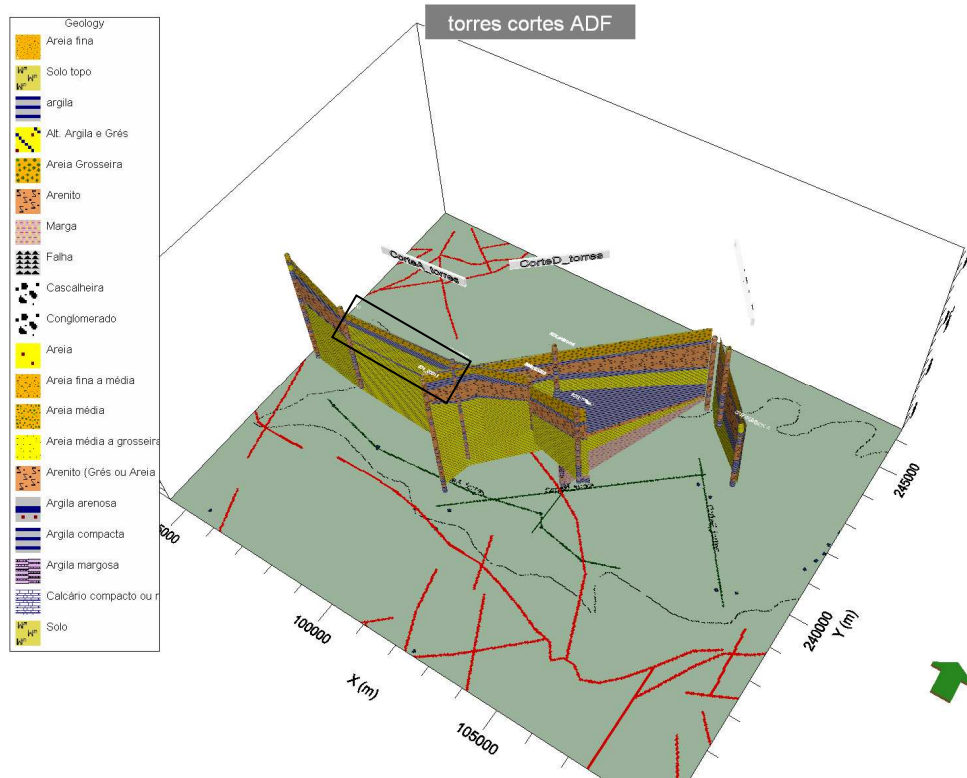 torres cortes ADF
Geology
Areia fina
Solo topo
argila
Alt. Argila e Grés
Areia Grosseira
Arenito
Marga
Falha
Cascalheira
Conglomerado
Areia
Areia fina a média
Areia média
Areia média a grosseira
Arenito (Grés ou Areia
Argila arenosa
Argila compacta
Argila margosa
Calcário compacto ou r
Solo
CorteA_torres
CorteD_torres
5000
100000
105000
X (m)
240000
245000
Y (m)